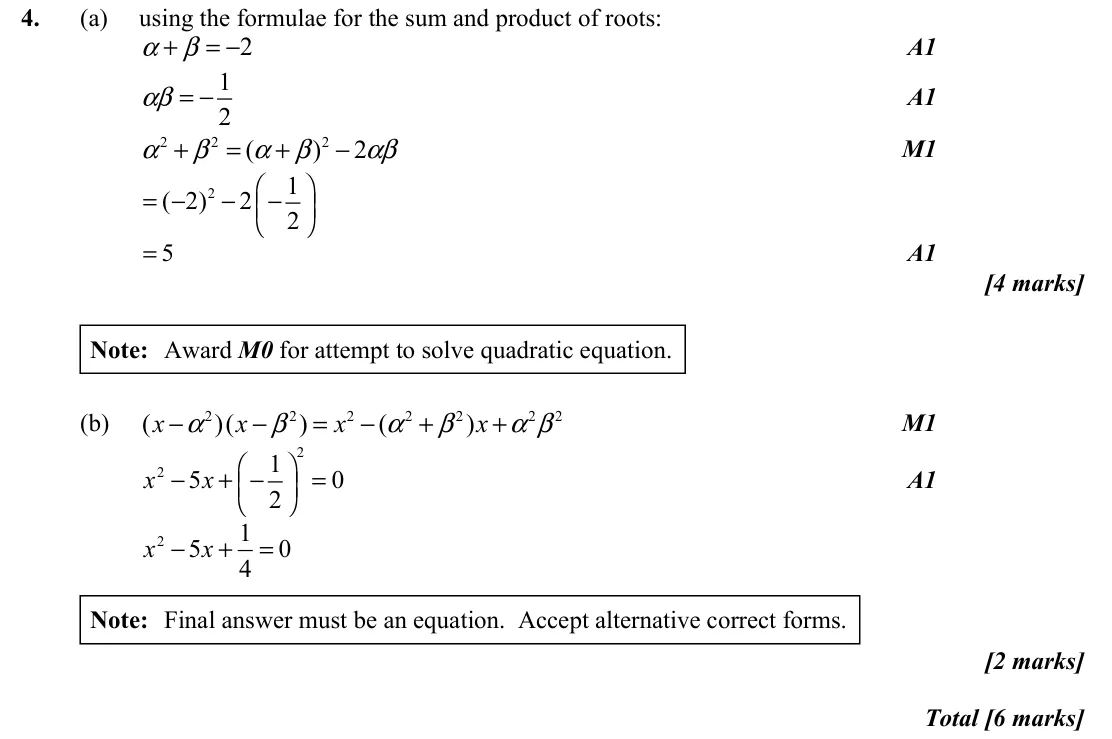 4. (a) using the formulae for the sum and product of roots:
α + β = −2 A1
αβ = −1/2 A1
α² + β² = (α + β)² − 2αβ M1
= (−2)² − 2(−1/2)
= 5 A1
[4 marks]
Note: Award M0 for attempt to solve quadratic equation.
(b) (x − α²)(x − β²) = x² − (α² + β²)x + α²β² M1
x² − 5x + (−1/2)² = 0 A1
x² − 5x + 1/4 = 0
Note: Final answer must be an equation. Accept alternative correct forms.
[2 marks]
Total [6 marks]